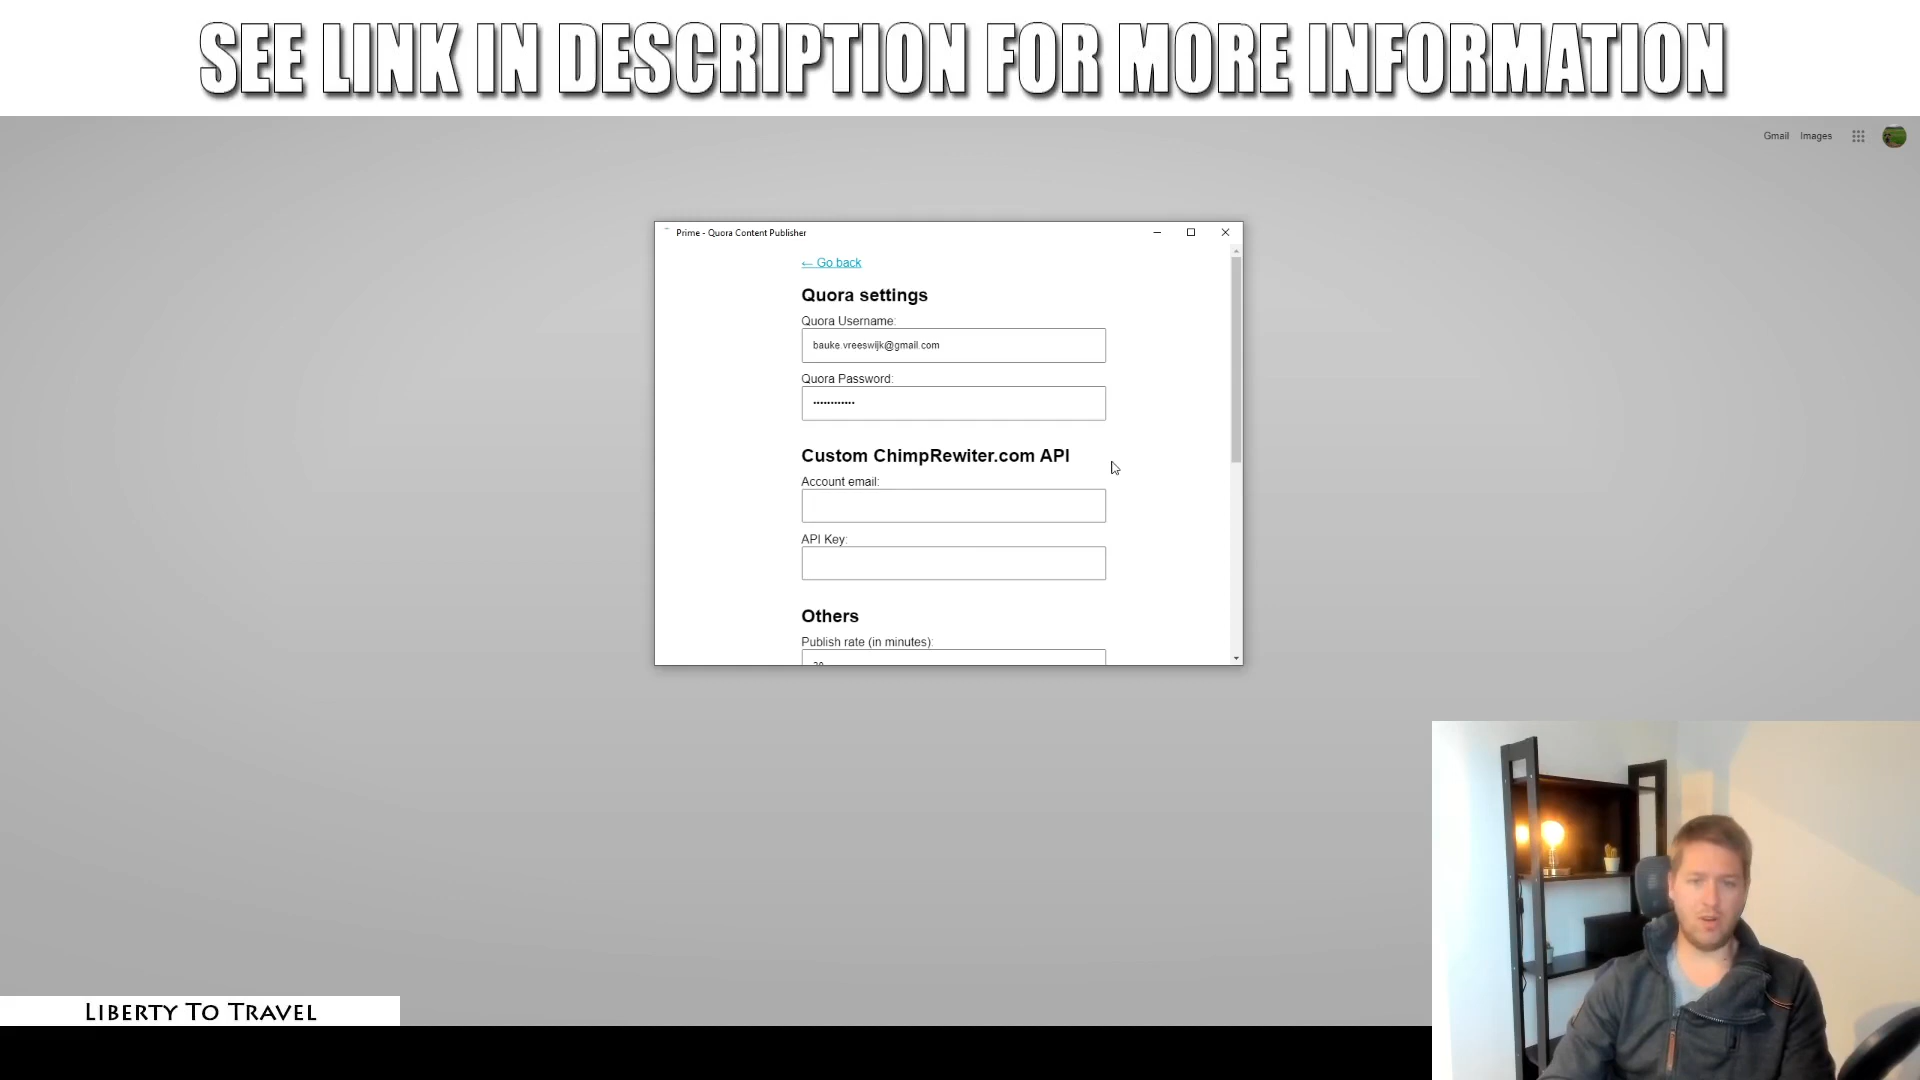 SEE LINK IN DESCRIPTION FOR MORE INFORMATION
Gmail Images
Prime - Quora Content Publisher
← Go back
Quora settings
Quora Username:
bauke.vreeswijk@gmail.com
Quora Password:
••••••••••••
Custom ChimpRewiter.com API
Account email:
API Key:
Others
Publish rate (in minutes):
LIBERTY TO TRAVEL